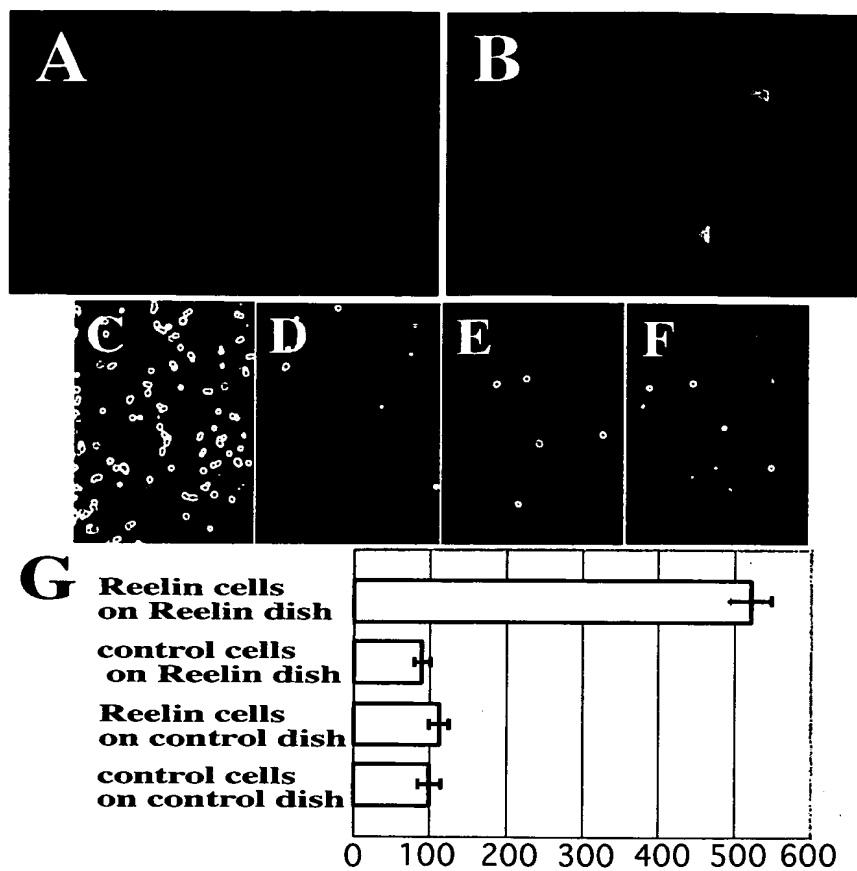 A
B
C
D
E
F
G
Reelin cells
on Reelin dish
control cells
on Reelin dish
Reelin cells
on control dish
control cells
on control dish
0 100 200 300 400 500 600